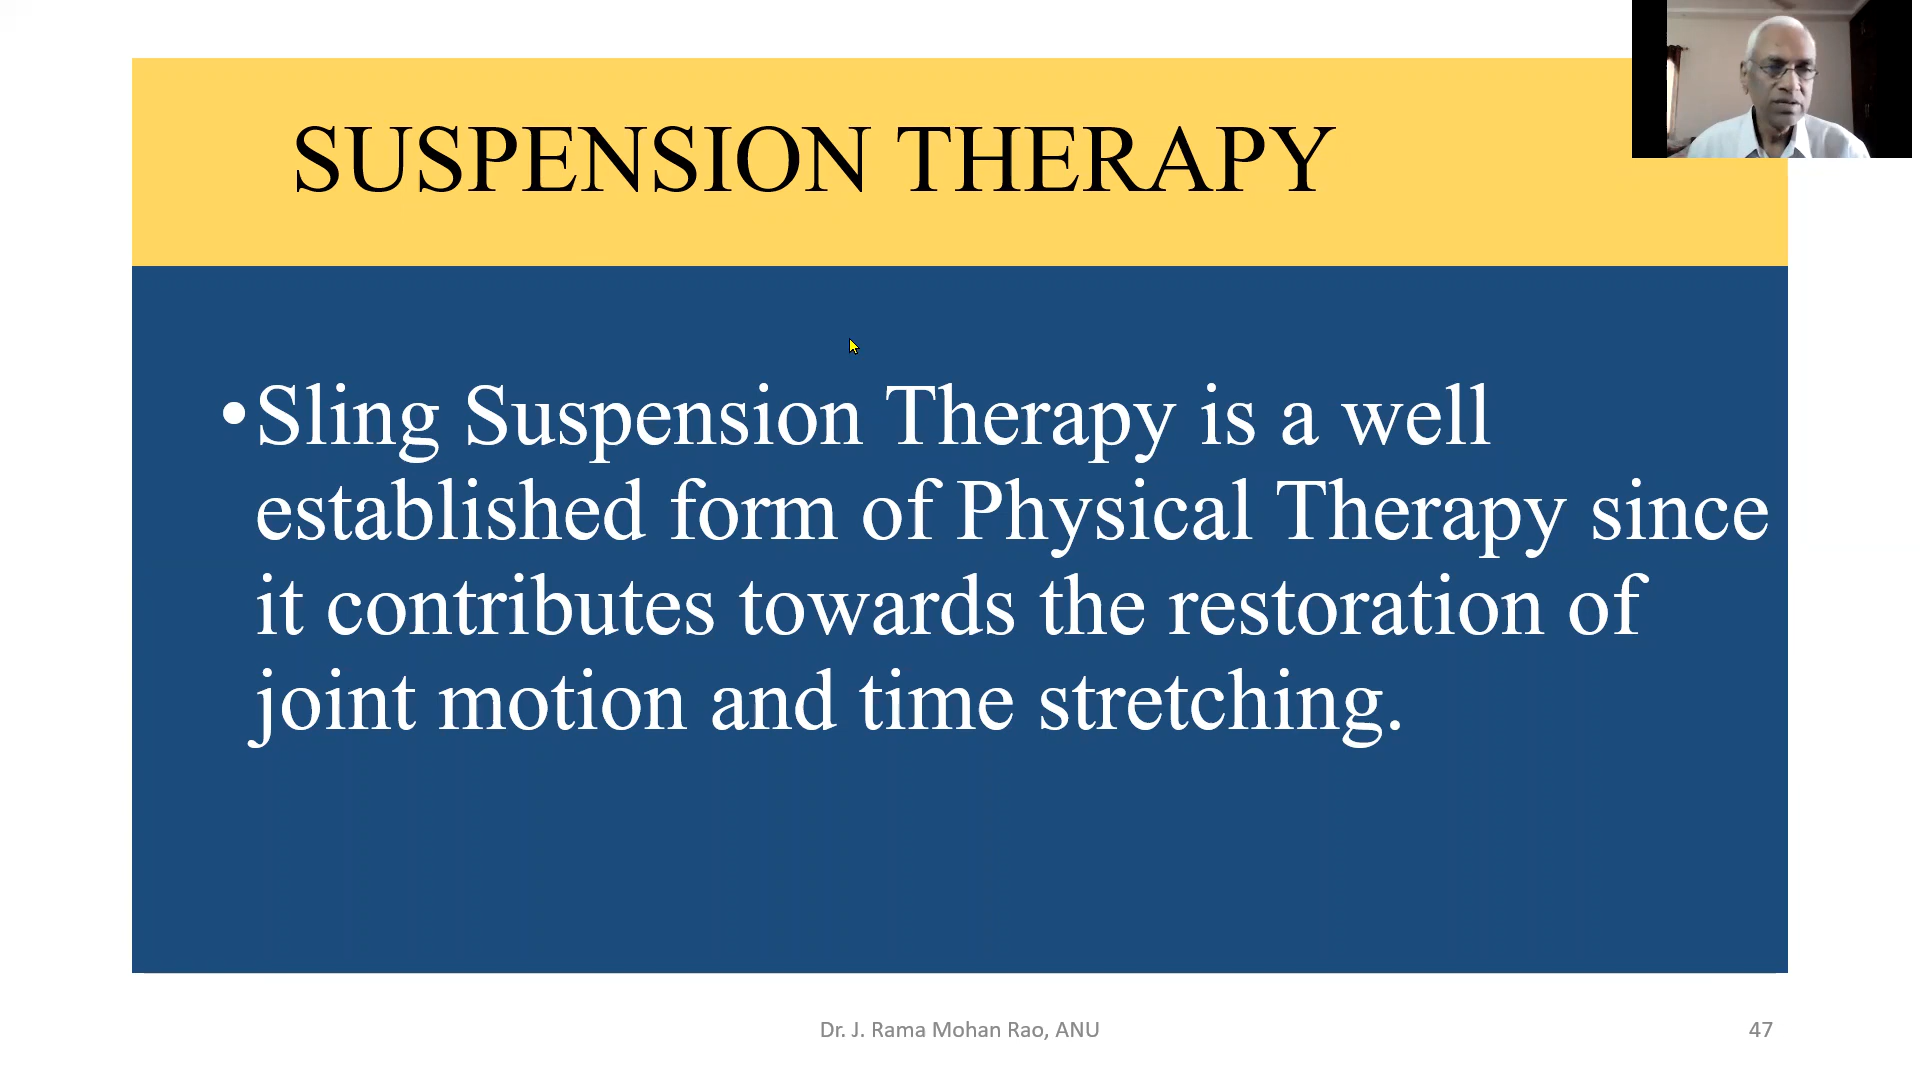 SUSPENSION THERAPY
•Sling Suspension Therapy is a well
established form of Physical Therapy since
it contributes towards the restoration of
joint motion and time stretching.
Dr. J. Rama Mohan Rao, ANU
47